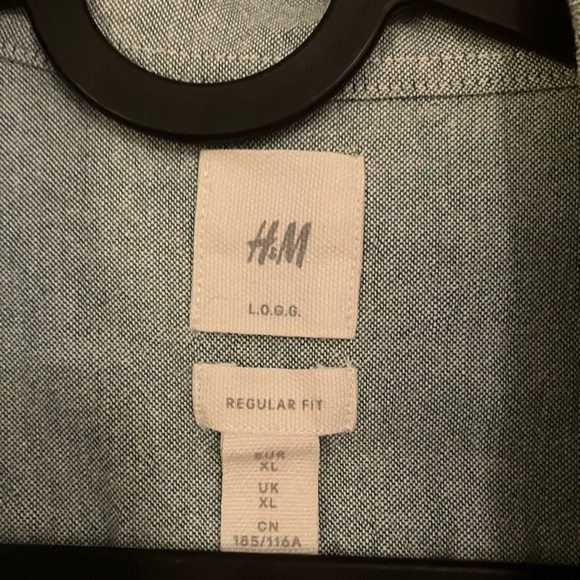 H&M
L.O.G.G.
REGULAR FIT
EUR
XL
UK
XL
CN
185/116A